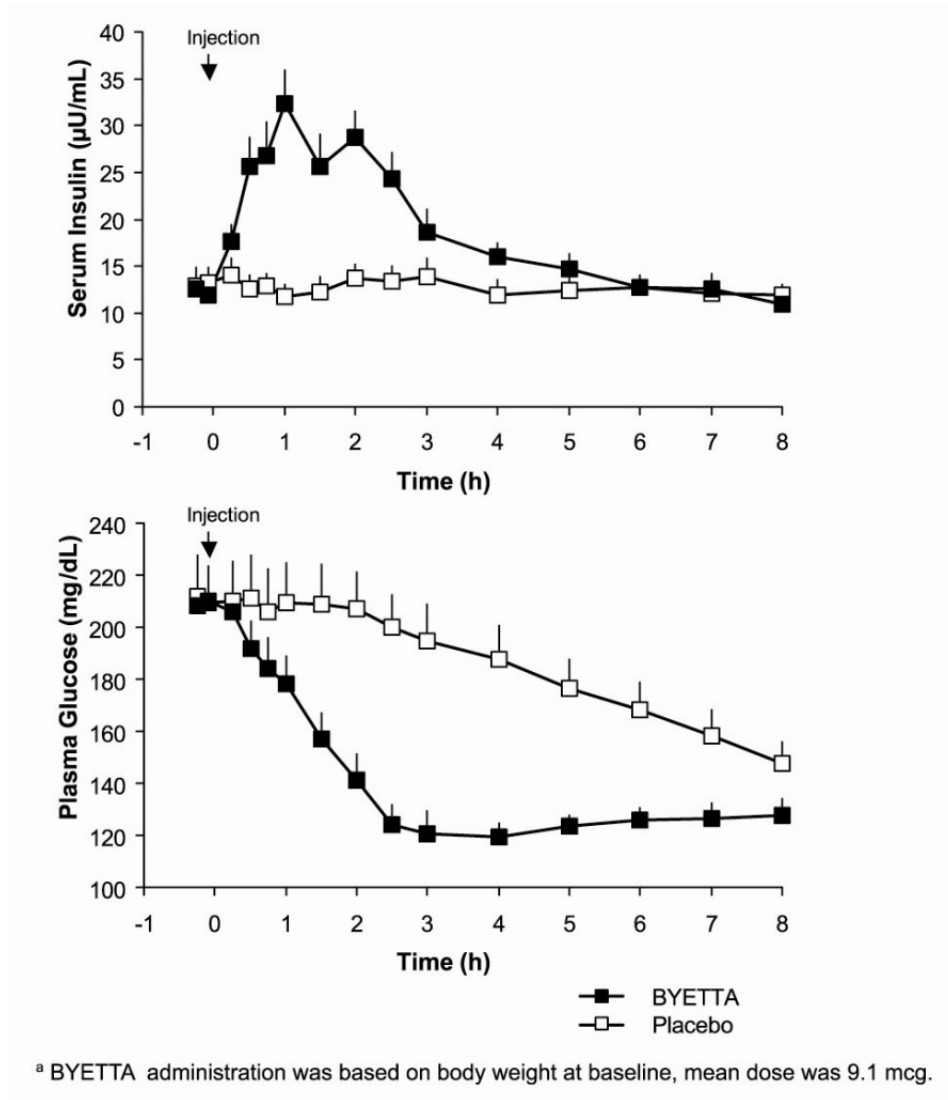 Injection
Serum Insulin (µU/mL)
40
35
30
25
20
15
10
5
0
-1 0 1 2 3 4 5 6 7 8
Time (h)
Injection
Plasma Glucose (mg/dL)
240
220
200
180
160
140
120
100
-1 0 1 2 3 4 5 6 7 8
Time (h)
BYETTA
Placebo
a BYETTA administration was based on body weight at baseline, mean dose was 9.1 mcg.